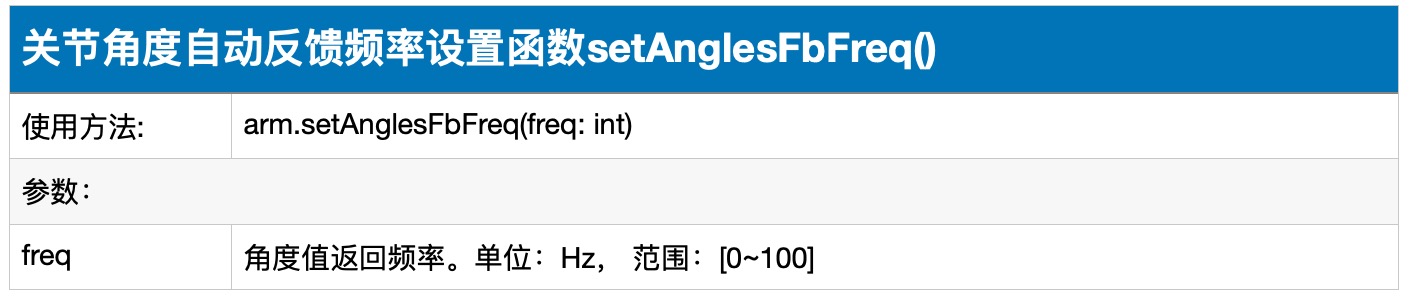 关节角度自动反馈频率设置函数setAnglesFbFreq()
使用方法: arm.setAnglesFbFreq(freq: int)
参数：
freq 角度值返回频率。单位：Hz， 范围：[0~100]